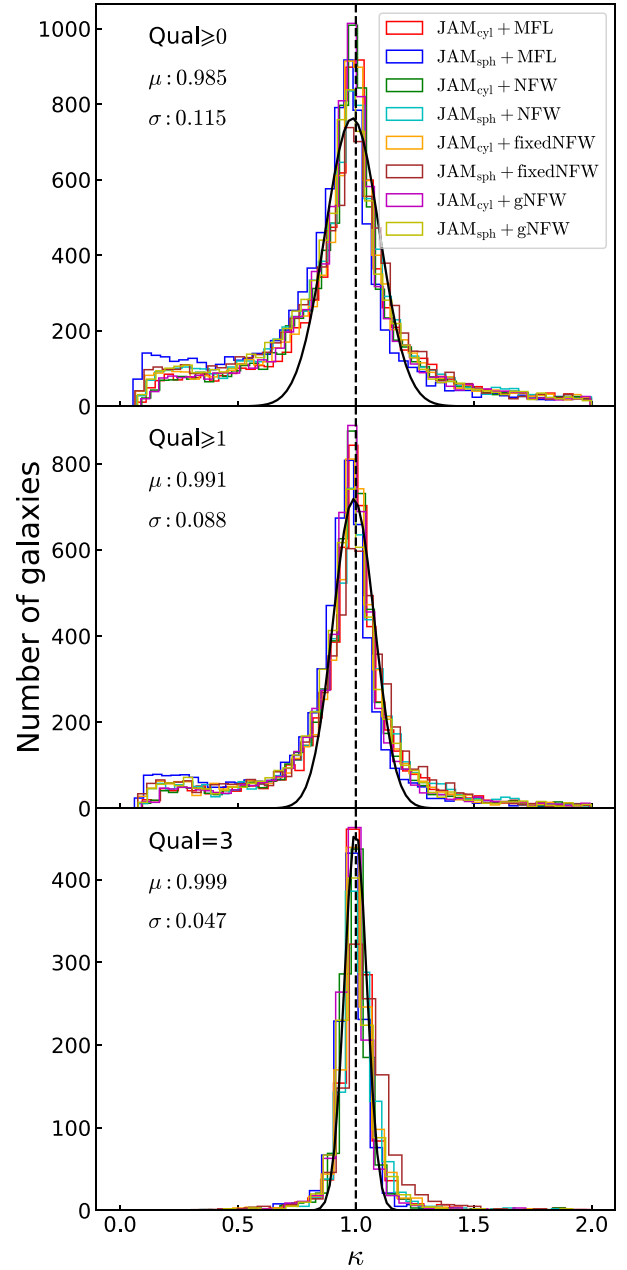 Number of galaxies
1000
800
600
400
200
0
Qual⩾0
μ : 0.985
σ : 0.115
JAM_cyl + MFL
JAM_sph + MFL
JAM_cyl + NFW
JAM_sph + NFW
JAM_cyl + fixedNFW
JAM_sph + fixedNFW
JAM_cyl + gNFW
JAM_sph + gNFW
800
600
400
200
0
Qual⩾1
μ : 0.991
σ : 0.088
400
300
200
100
0
Qual=3
μ : 0.999
σ : 0.047
0.0 0.5 1.0 1.5 2.0
κ